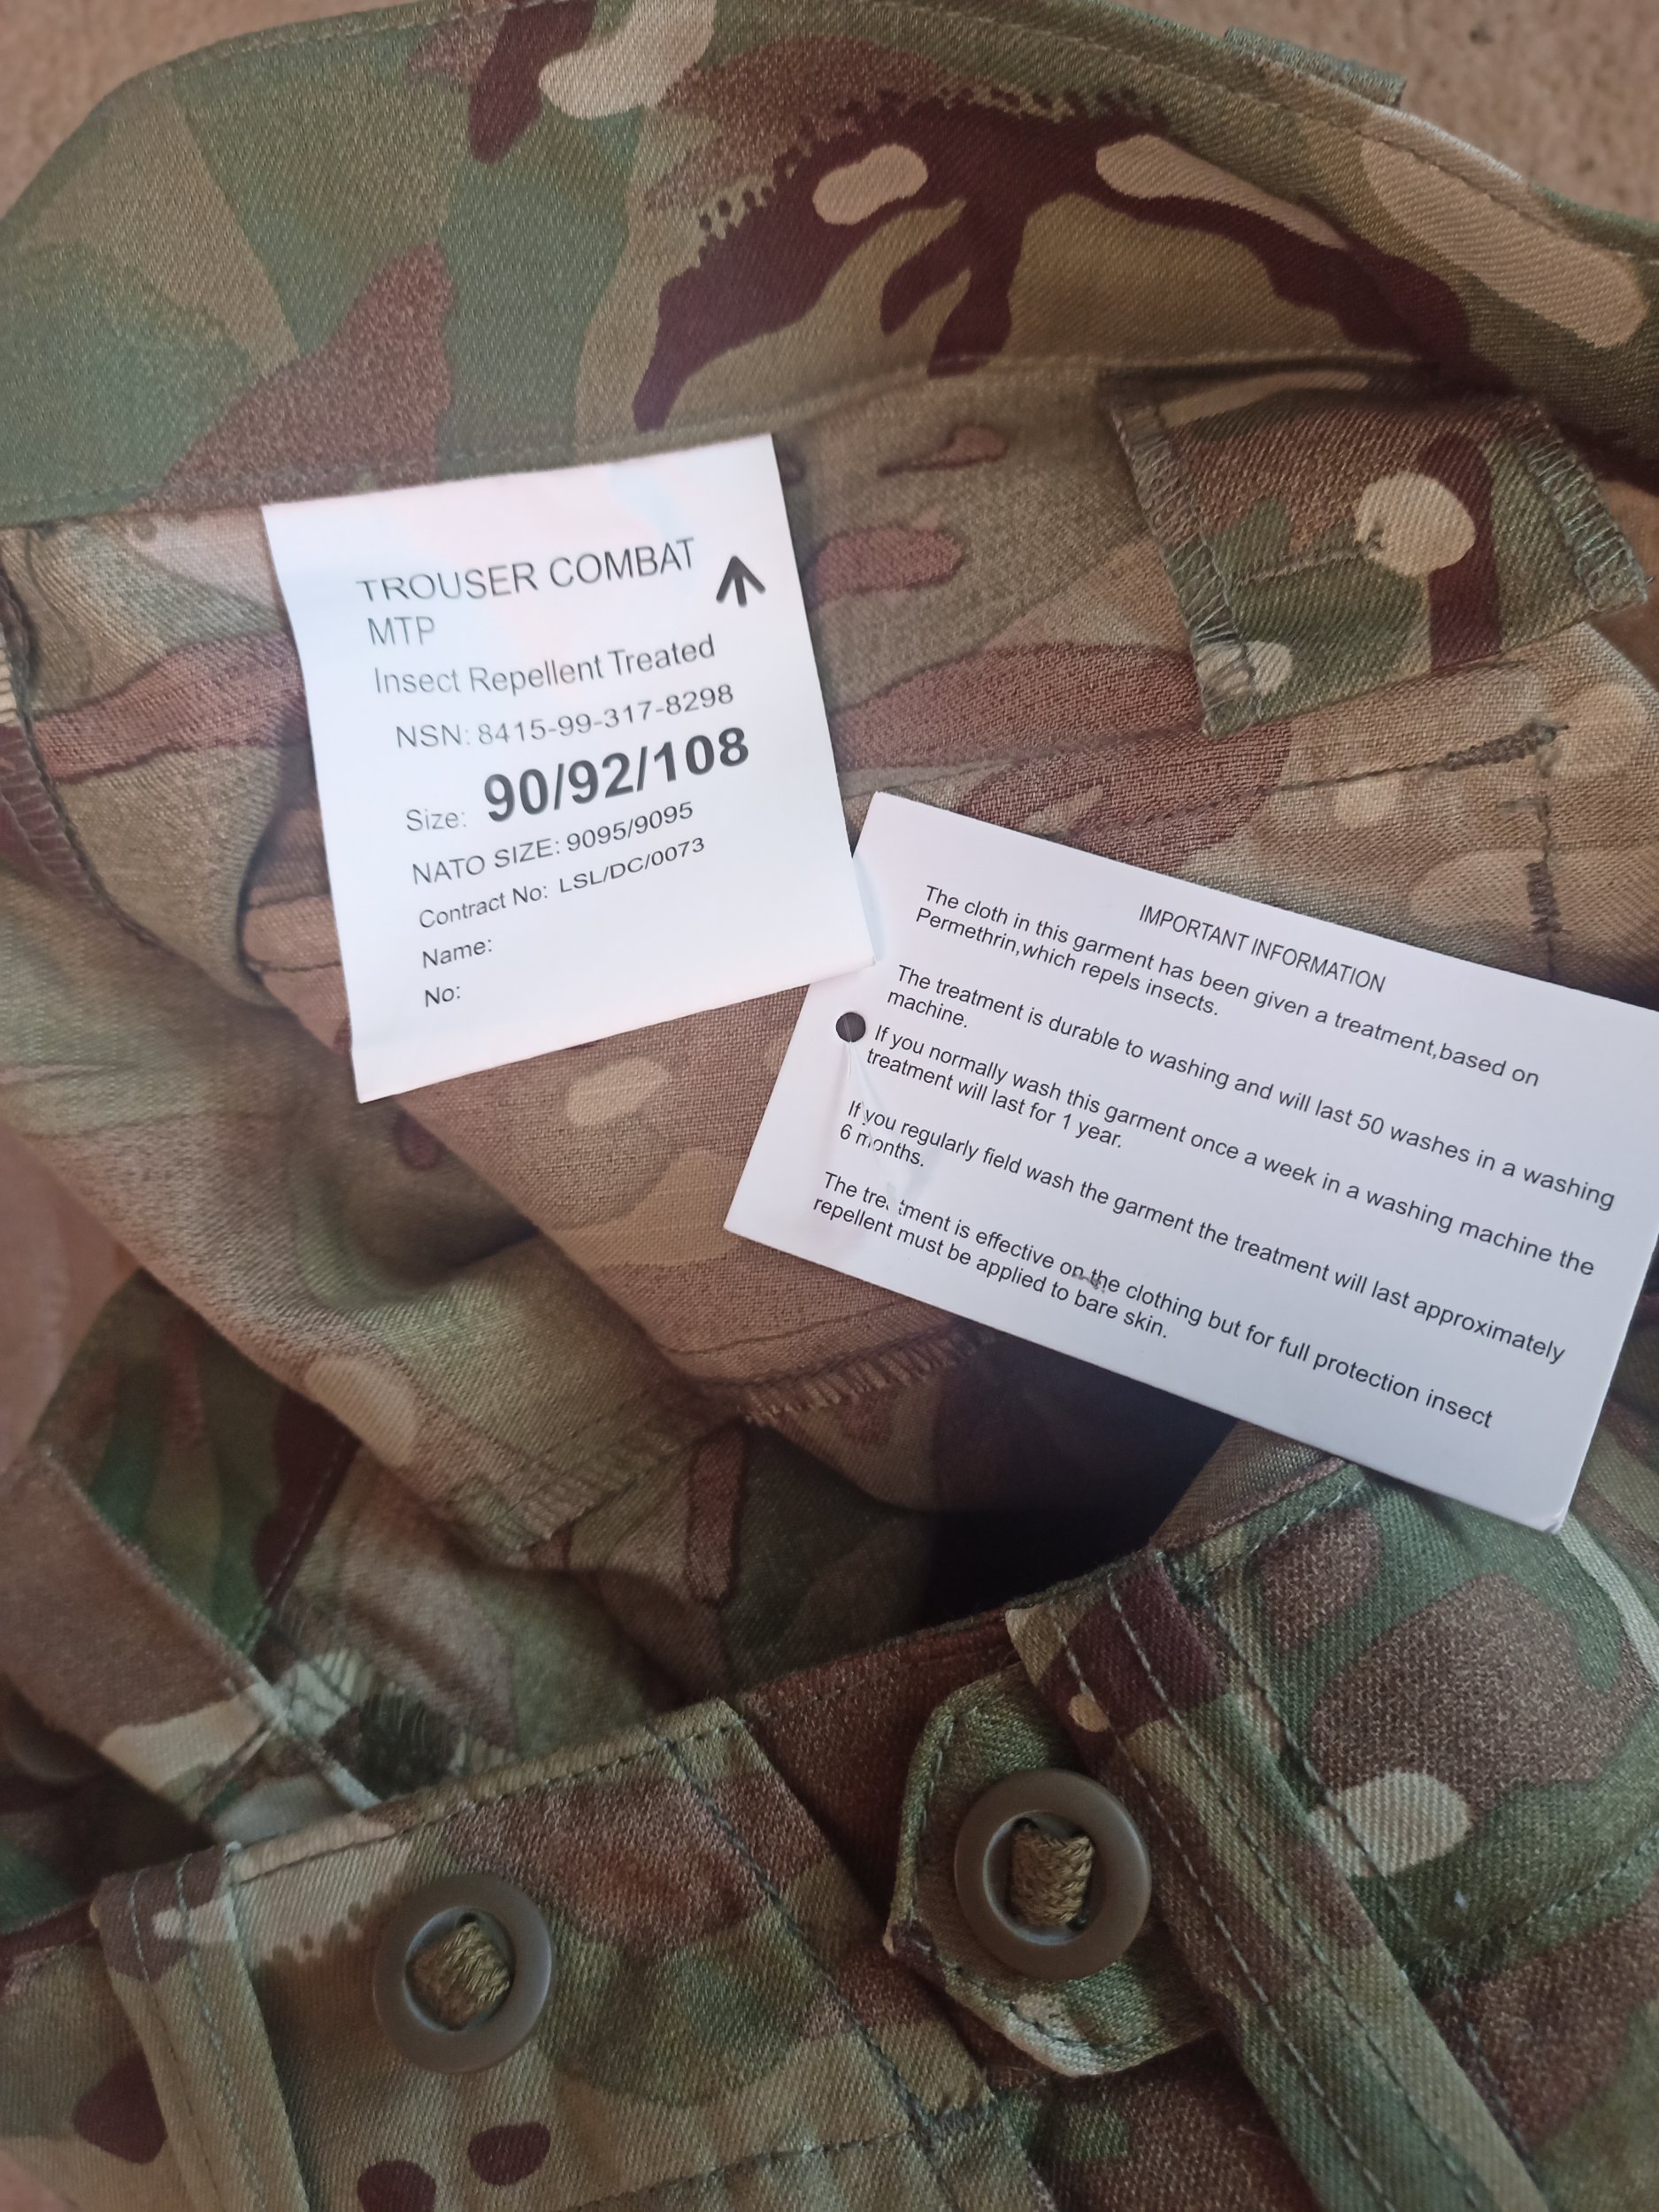 TROUSER COMBAT
MTP
Insect Repellent Treated
NSN: 8415-99-317-8298
Size: 90/92/108
NATO SIZE: 9095/9095
Contract No: LSL/DC/0073
Name:
No:
IMPORTANT INFORMATION
The cloth in this garment has been given a treatment,based on
Permethrin,which repels insects.
The treatment is durable to washing and will last 50 washes in a washing
machine.
If you normally wash this garment once a week in a washing machine the
treatment will last for 1 year.
If you regularly field wash the garment the treatment will last approximately
6 months.
The treatment is effective on the clothing but for full protection insect
repellent must be applied to bare skin.